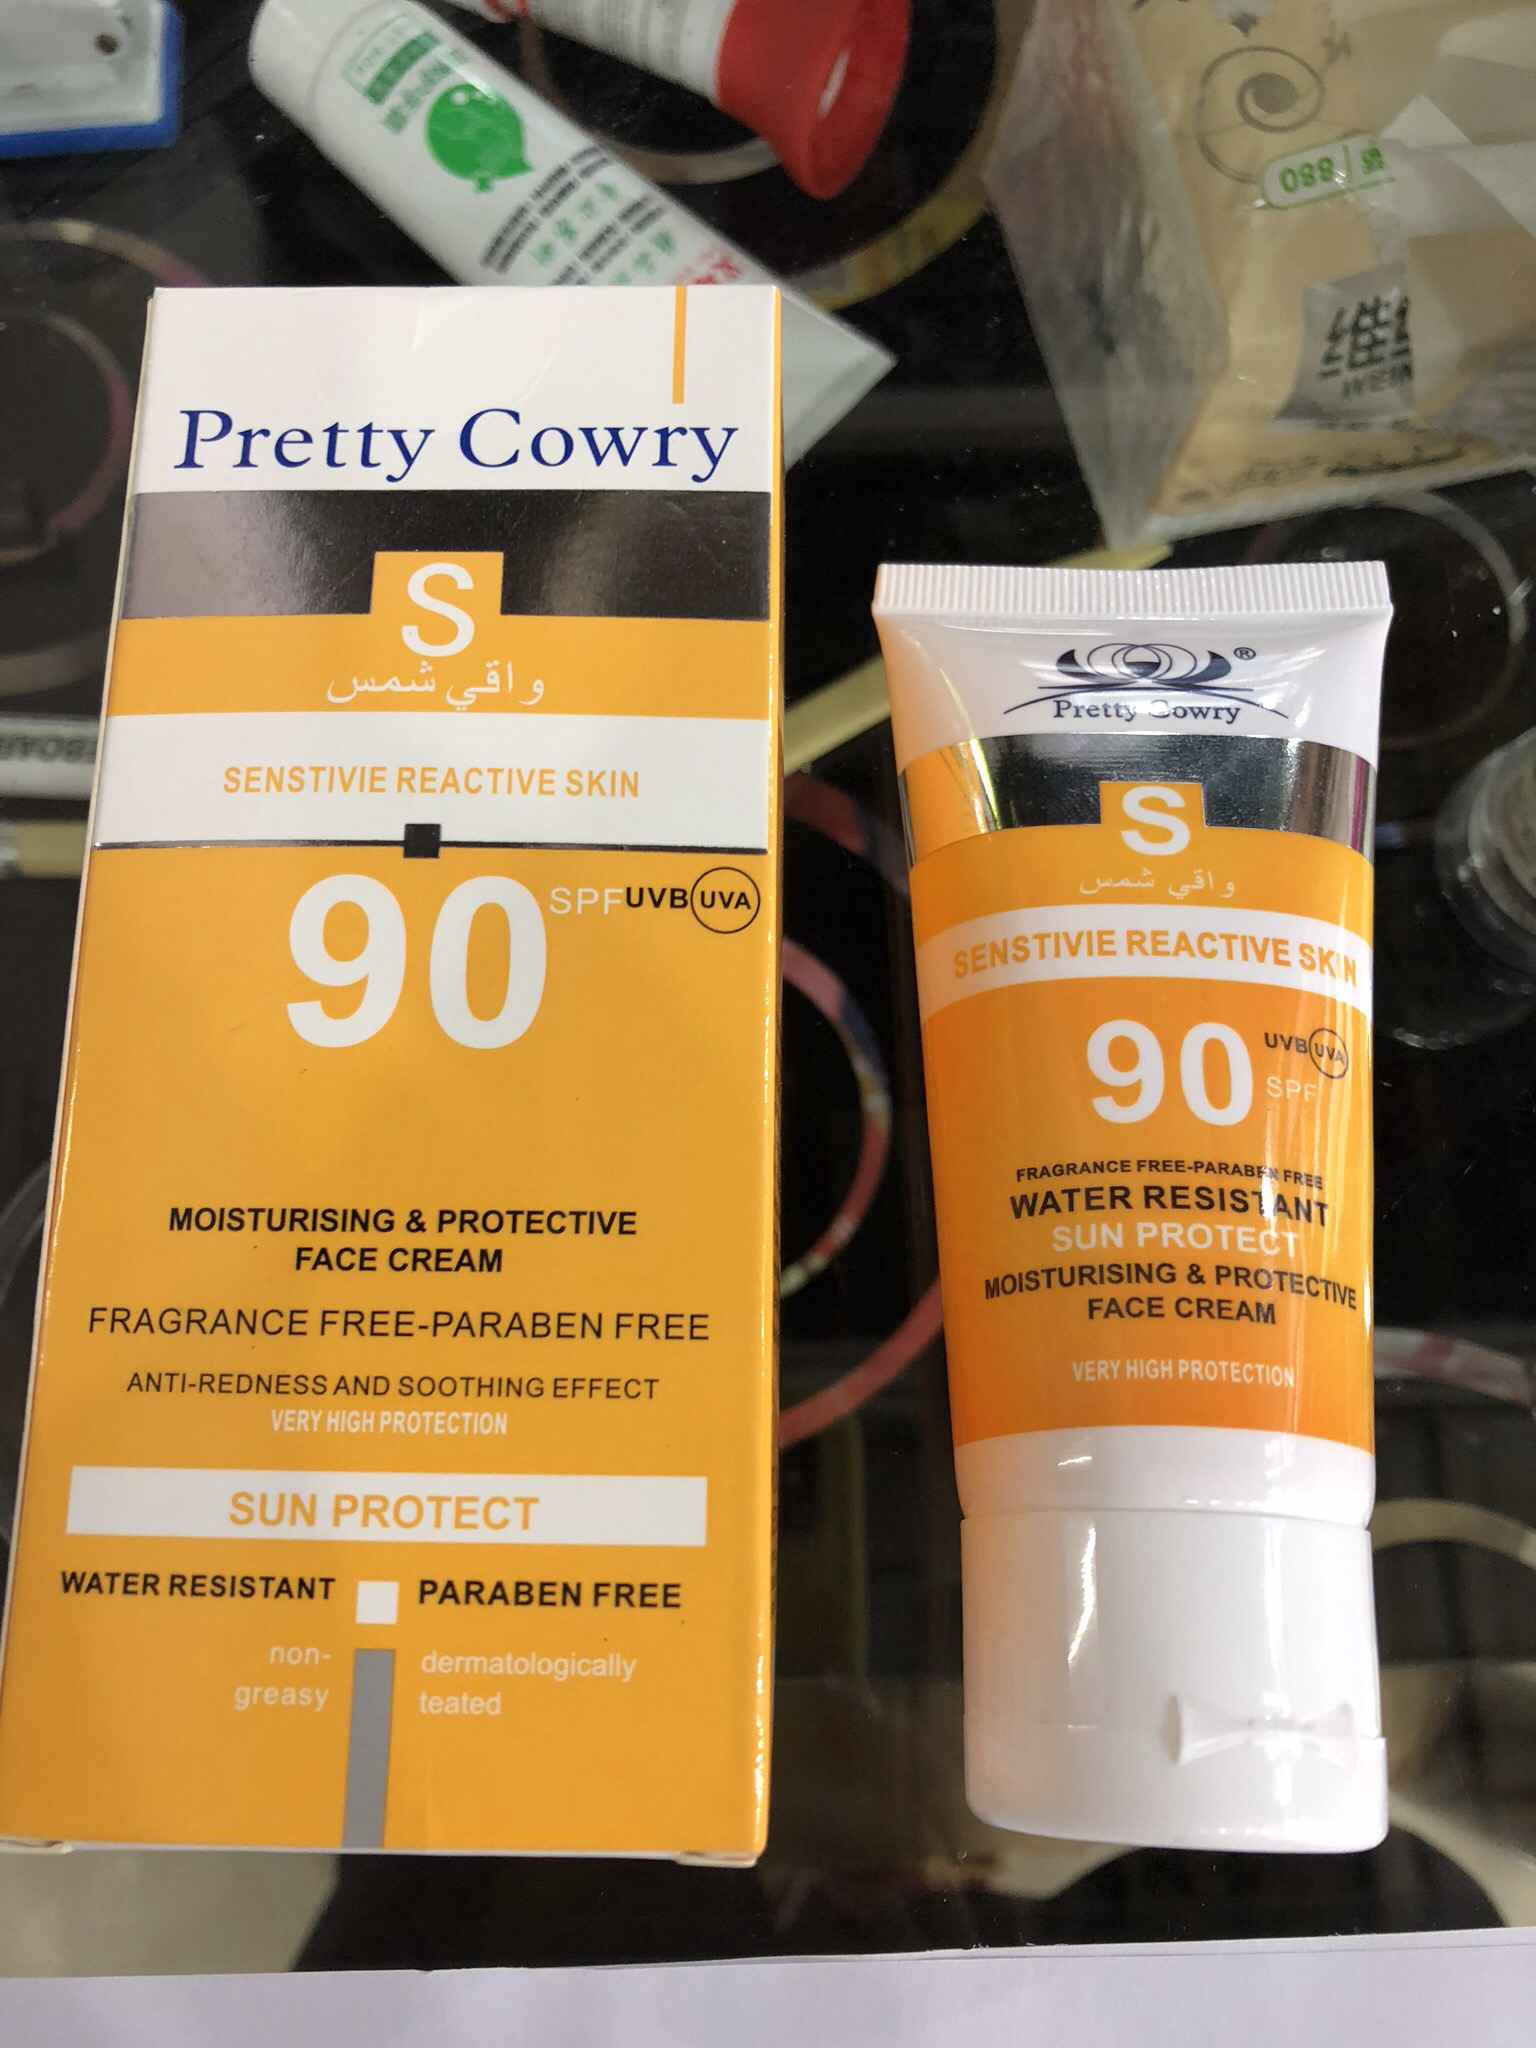 Pretty Cowry
S
واقي شمس
SENSTIVIE REACTIVE SKIN
90 SPF UVB UVA
MOISTURISING & PROTECTIVE
FACE CREAM
FRAGRANCE FREE-PARABEN FREE
ANTI-REDNESS AND SOOTHING EFFECT
VERY HIGH PROTECTION
SUN PROTECT
WATER RESISTANT PARABEN FREE
non- dermatologically
greasy teated
®
Pretty Cowry
S
واقي شمس
SENSTIVIE REACTIVE SKIN
90 UVB UVA
SPF
FRAGRANCE FREE-PARABEN FREE
WATER RESISTANT
SUN PROTECT
MOISTURISING & PROTECTIVE
FACE CREAM
VERY HIGH PROTECTION
088
維